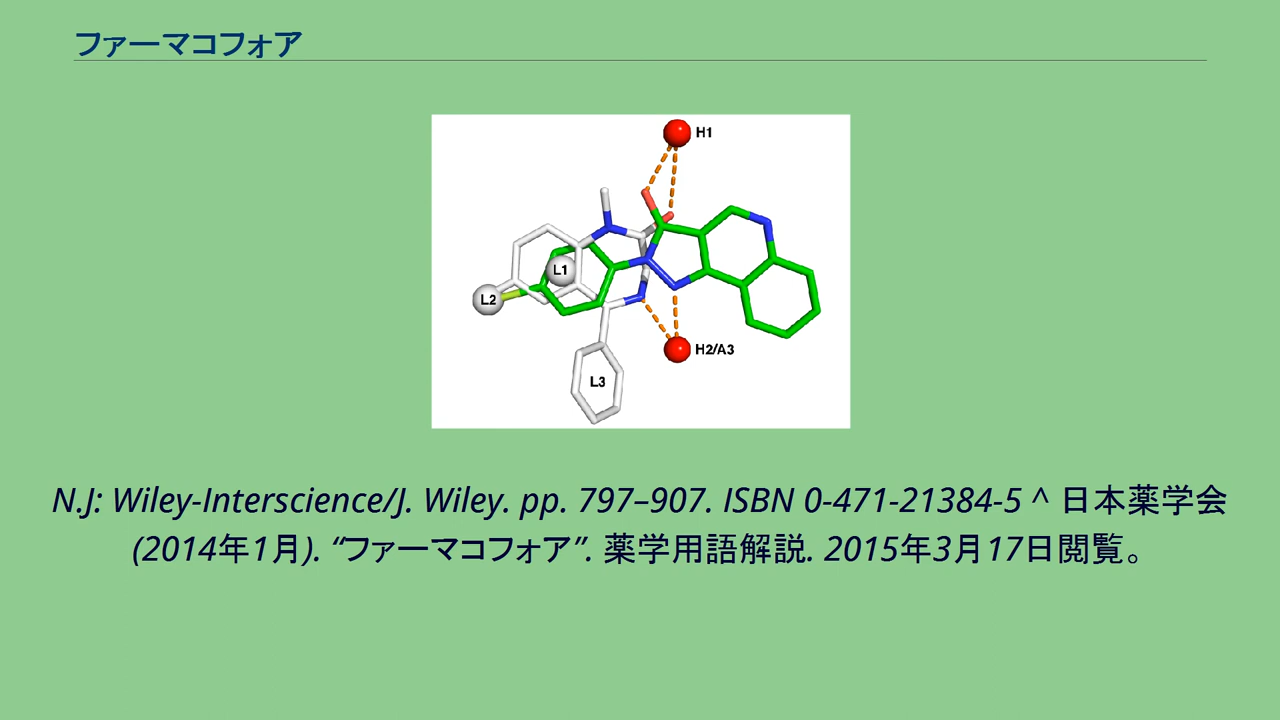 ファーマコフォア
H1
L1
L2
H2/A3
L3
N.J: Wiley-Interscience/J. Wiley. pp. 797–907. ISBN 0-471-21384-5 ^ 日本薬学会
(2014年1月). “ファーマコフォア”. 薬学用語解説. 2015年3月17日閲覧。